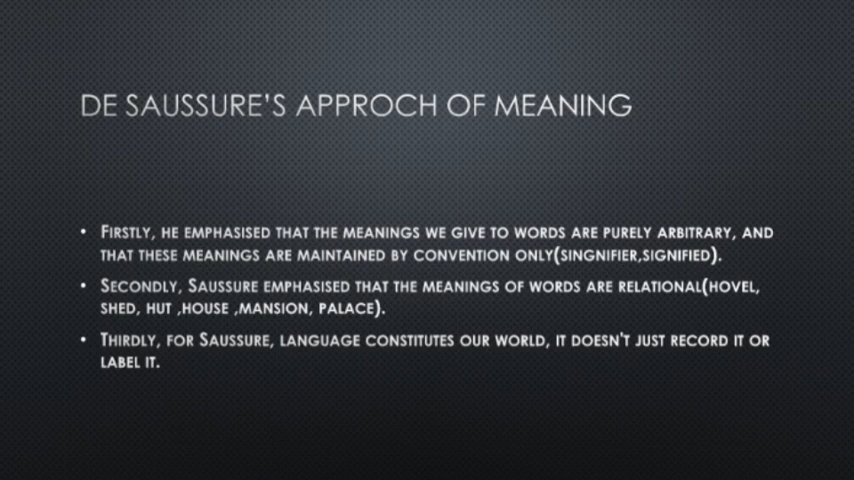 DE SAUSSURE'S APPROCH OF MEANING
• FIRSTLY, HE EMPHASISED THAT THE MEANINGS WE GIVE TO WORDS ARE PURELY ARBITRARY, AND
THAT THESE MEANINGS ARE MAINTAINED BY CONVENTION ONLY(SINGNIFIER,SIGNIFIED).
• SECONDLY, SAUSSURE EMPHASISED THAT THE MEANINGS OF WORDS ARE RELATIONAL(HOVEL,
SHED, HUT ,HOUSE ,MANSION, PALACE).
• THIRDLY, FOR SAUSSURE, LANGUAGE CONSTITUTES OUR WORLD, IT DOESN'T JUST RECORD IT OR
LABEL IT.